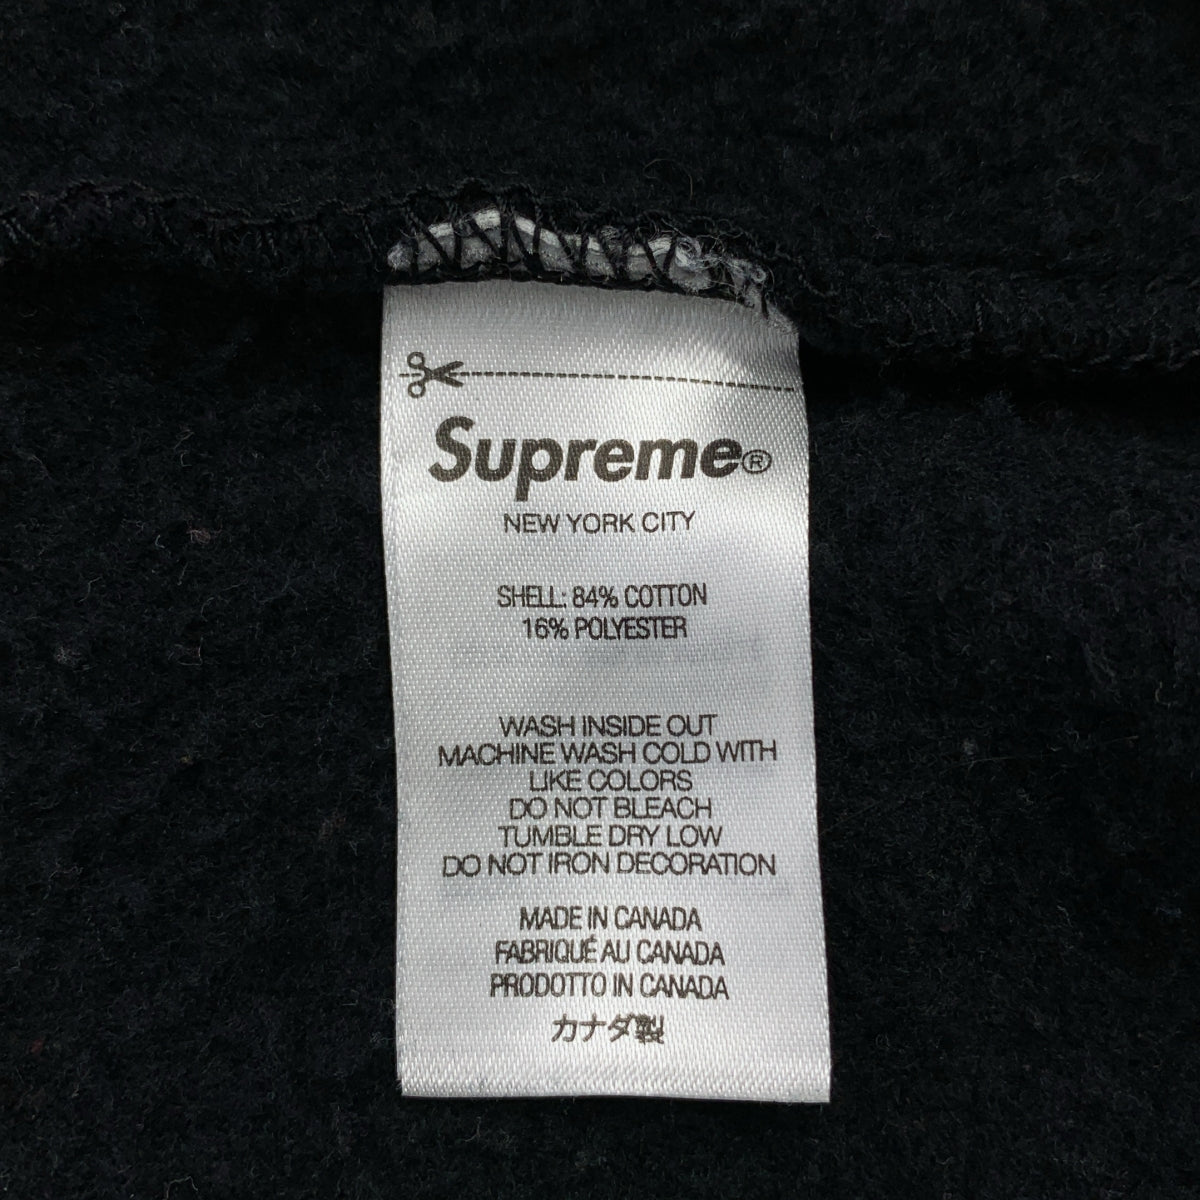 Supreme®
NEW YORK CITY
SHELL: 84% COTTON
16% POLYESTER
WASH INSIDE OUT
MACHINE WASH COLD WITH
LIKE COLORS
DO NOT BLEACH
TUMBLE DRY LOW
DO NOT IRON DECORATION
MADE IN CANADA
FABRIQUÉ AU CANADA
PRODOTTO IN CANADA
カナダ製